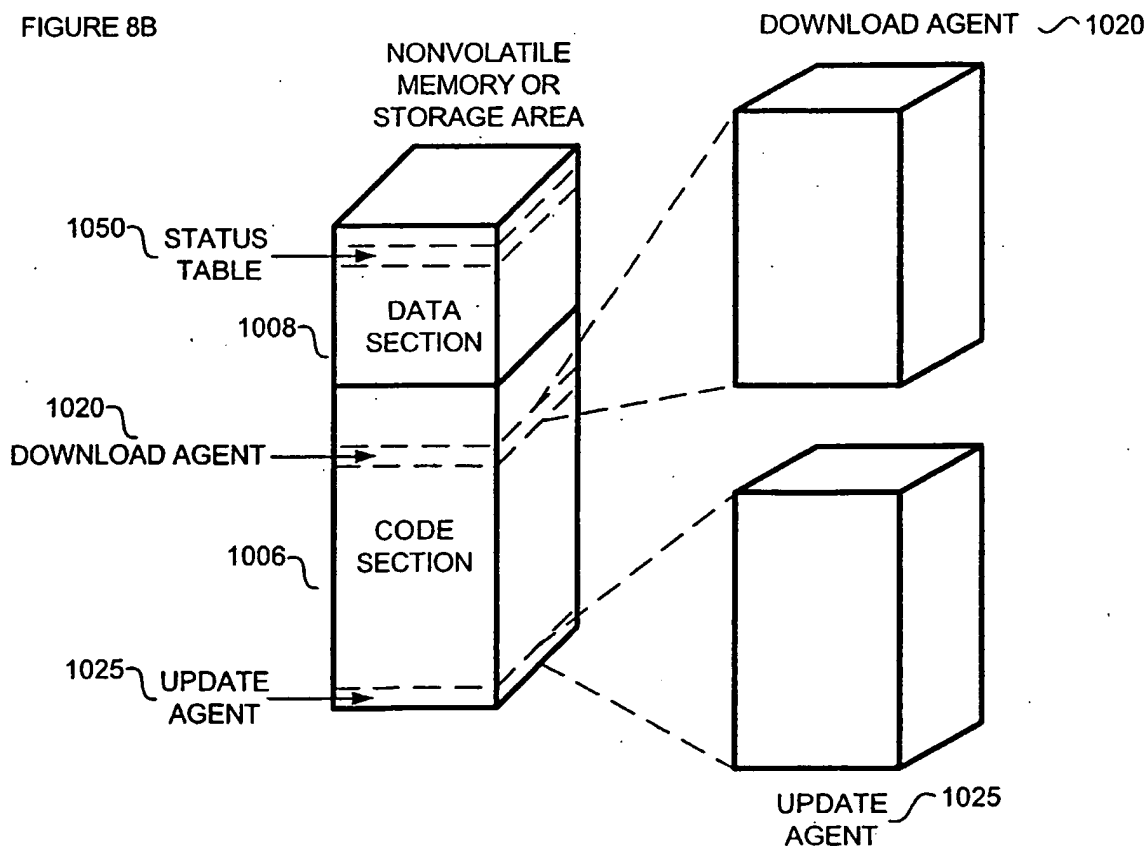 FIGURE 8B
DOWNLOAD AGENT 1020
NONVOLATILE
MEMORY OR
STORAGE AREA
1050
STATUS
TABLE
DATA
SECTION
1008
1020
DOWNLOAD AGENT
CODE
SECTION
1006
1025
UPDATE
AGENT
UPDATE
AGENT
1025